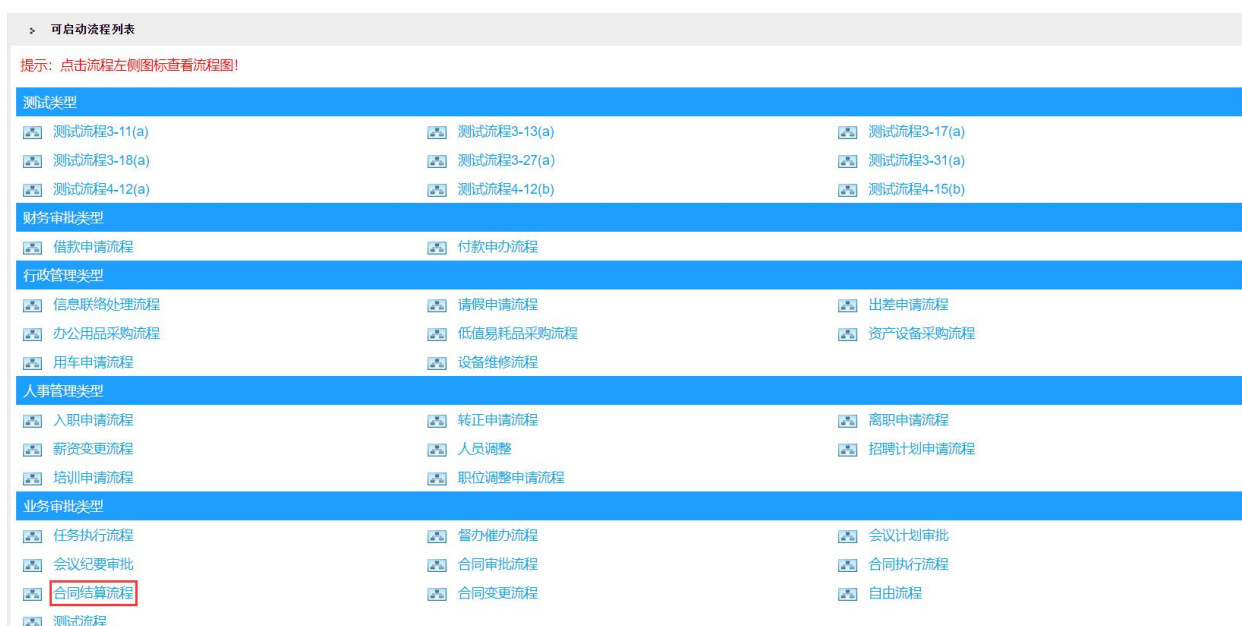 可启动流程列表
提示：点击流程左侧图标查看流程图!
测试类型
测试流程3-11(a) 测试流程3-13(a) 测试流程3-17(a)
测试流程3-18(a) 测试流程3-27(a) 测试流程3-31(a)
测试流程4-12(a) 测试流程4-12(b) 测试流程4-15(b)
财务审批类型
借款申请流程 付款申办流程
行政管理类型
信息联络处理流程 请假申请流程 出差申请流程
办公用品采购流程 低值易耗品采购流程 资产设备采购流程
用车申请流程 设备维修流程
人事管理类型
入职申请流程 转正申请流程 离职申请流程
薪资变更流程 人员调整 招聘计划申请流程
培训申请流程 职位调整申请流程
业务审批类型
任务执行流程 督办催办流程 会议计划审批
会议纪要审批 合同审批流程 合同执行流程
合同结算流程 合同变更流程 自由流程
测试流程